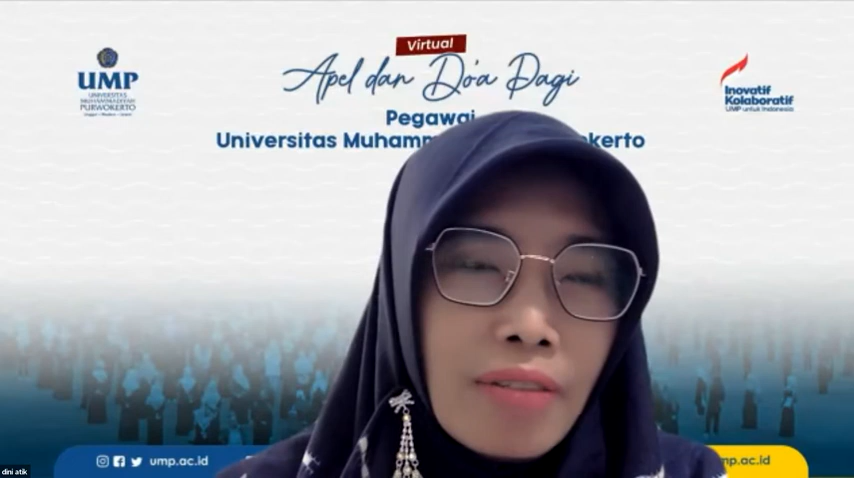 Virtual
Apel dan Do'a Pagi
Pegawai
Universitas Muhamm okerto
UMP
UNIVERSITAS
MUHAMMADIYAH
PURWOKERTO
Inovatif
Kolaboratif
UMP untuk Indonesia
ump.ac.id
mp.ac.id
dini atik